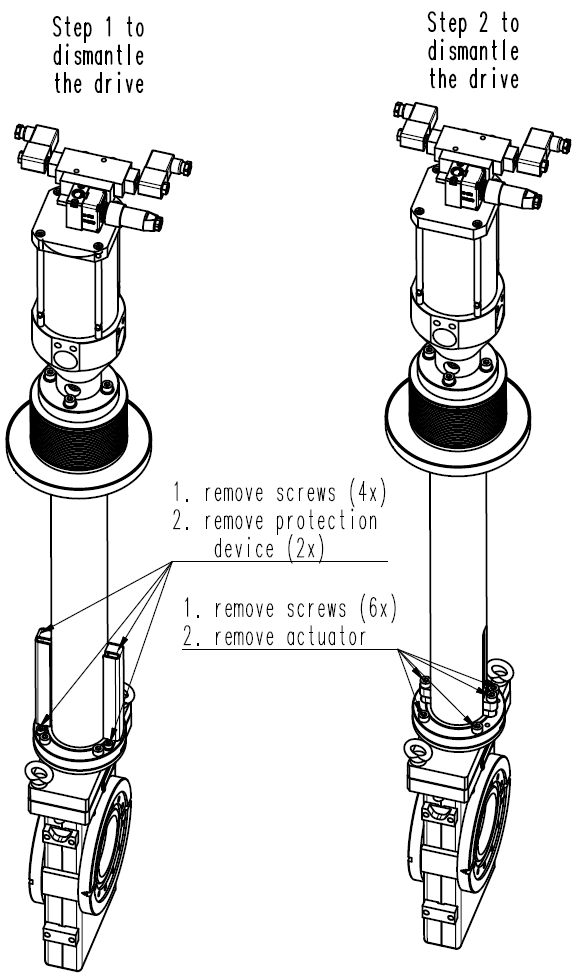 Step 1 to
dismantle
the drive
Step 2 to
dismantle
the drive
1. remove screws (4x)
2. remove protection
device (2x)
1. remove screws (6x)
2. remove actuator